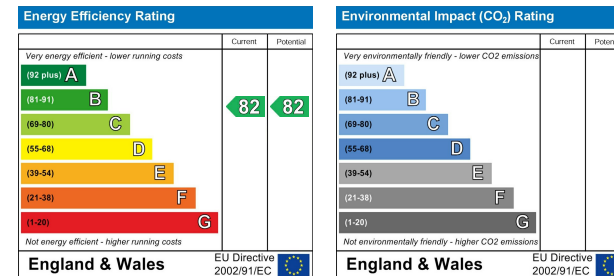 Energy Efficiency Rating
Current Potential
Very energy efficient - lower running costs
(92 plus) A
(81-91) B
82 82
(69-80) C
(55-68) D
(39-54) E
(21-38) F
(1-20) G
Not energy efficient - higher running costs
England & Wales
EU Directive
2002/91/EC
Environmental Impact (CO₂) Rating
Current Poten
Very environmentally friendly - lower CO2 emissions
(92 plus) A
(81-91) B
(69-80) C
(55-68) D
(39-54) E
(21-38) F
(1-20) G
Not environmentally friendly - higher CO2 emissions
England & Wales
EU Directive
2002/91/EC